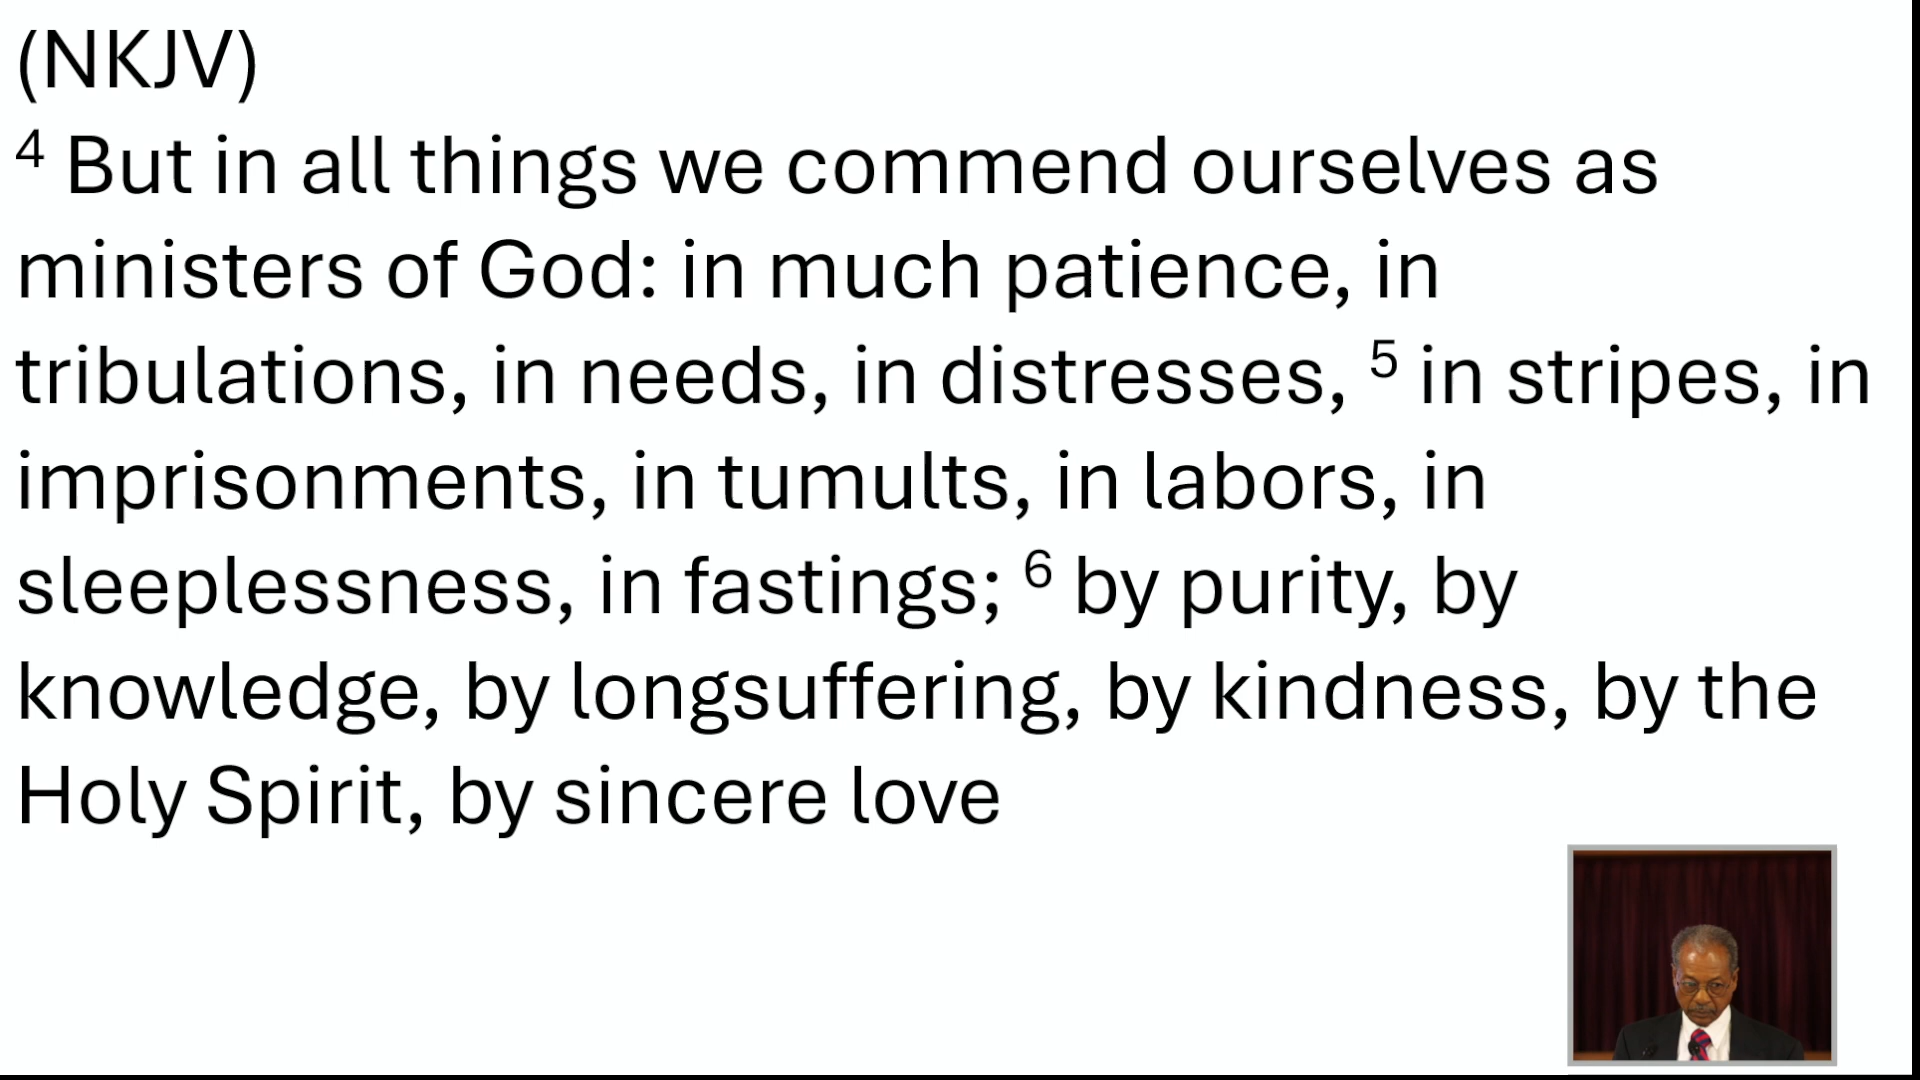 (NKJV)
4 But in all things we commend ourselves as
ministers of God: in much patience, in
tribulations, in needs, in distresses, 5 in stripes, in
imprisonments, in tumults, in labors, in
sleeplessness, in fastings; 6 by purity, by
knowledge, by longsuffering, by kindness, by the
Holy Spirit, by sincere love